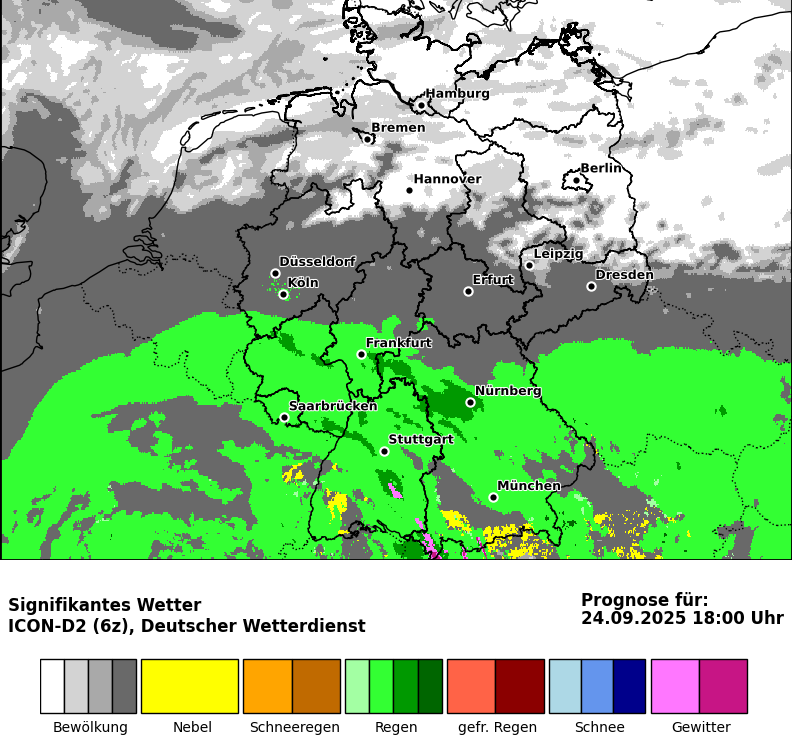 Hamburg
Bremen
Berlin
Hannover
Leipzig
Düsseldorf
Dresden
Köln
Erfurt
Frankfurt
Nürnberg
Saarbrücken
Stuttgart
München
Signifikantes Wetter
ICON-D2 (6z), Deutscher Wetterdienst
Prognose für:
24.09.2025 18:00 Uhr
Bewölkung
Nebel
Schneeregen
Regen
gefr. Regen
Schnee
Gewitter